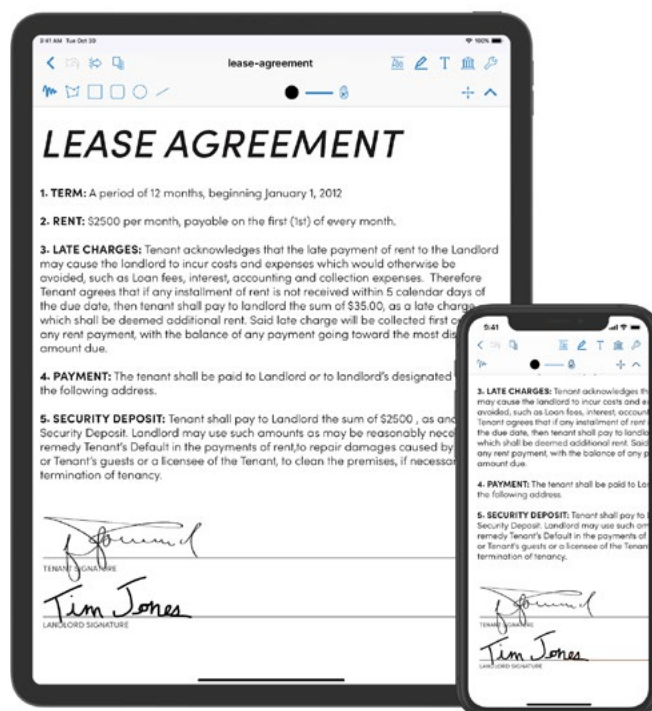 9:41 AM Tue Oct 30
100%
lease-agreement
LEASE AGREEMENT
1. TERM: A period of 12 months, beginning January 1, 2012
2. RENT: $2500 per month, payable on the first (1st) of every month.
3. LATE CHARGES: Tenant acknowledges that the late payment of rent to the Landlord
may cause the landlord to incur costs and expenses which would otherwise be
avoided, such as Loan fees, interest, accounting and collection expenses. Therefore
Tenant agrees that if any installment of rent is not received within 5 calendar days of
the due date, then tenant shall pay to landlord the sum of $35.00, as a late charge
which shall be deemed additional rent. Said late charge will be collected first
any rent payment, with the balance of any payment going toward the most
amount due.
4. PAYMENT: The tenant shall be paid to Landlord or to landlord's designated
the following address.
5. SECURITY DEPOSIT: Tenant shall pay to Landlord the sum of $2500 , as
Security Deposit. Landlord may use such amounts as may be reasonably
remedy Tenant's Default in the payments of rent,to repair damages caused by
or Tenant's guests or a licensee of the Tenant, to clean the premises, if
termination of tenancy.
TENANT SIGNATURE
Tim Jones
LANDLORD SIGNATURE
9:41
3. LATE CHARGES: Tenant acknowledges
may cause the landlord to incur costs and
avoided, such as Loan fees, interest,
Tenant agrees that if any installment of rent
the due date, then tenant shall pay to
which shall be deemed additional rent. Said
any rent payment, with the balance of any
amount due.
4. PAYMENT: The tenant shall be paid to
the following address.
5. SECURITY DEPOSIT: Tenant shall pay to
Security Deposit. Landlord may use such
remedy Tenant's Default in the payments of
or Tenant's guests or a licensee of the
termination of tenancy.
TENANT SIGNATURE
Tim Jones
LANDLORD SIGNATURE